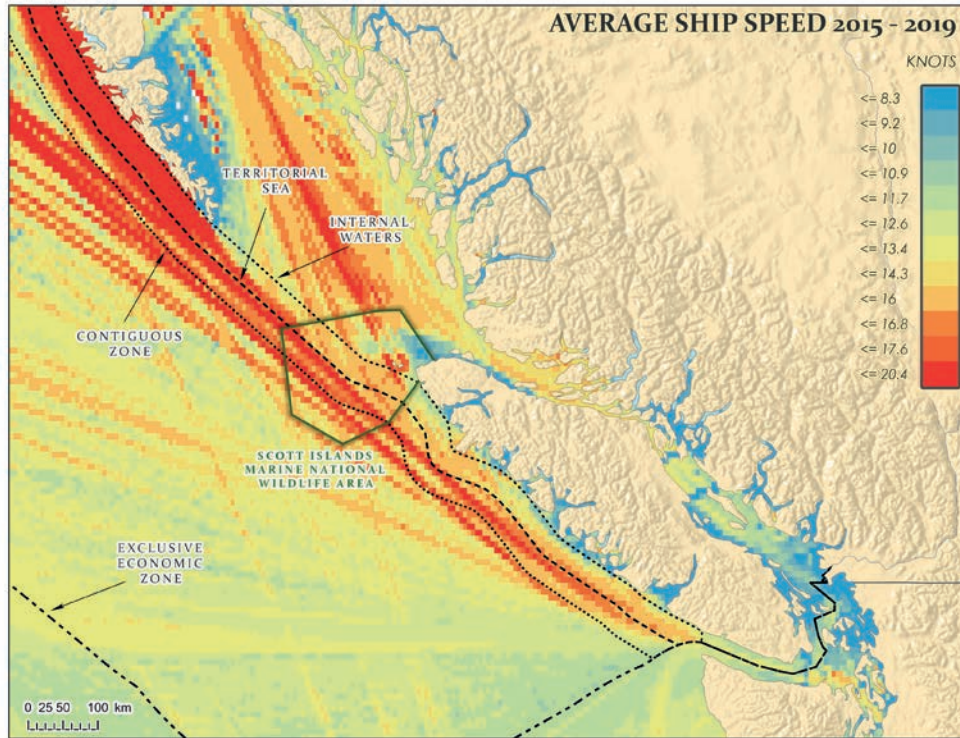 AVERAGE SHIP SPEED 2015 - 2019
KNOTS
<= 8.3
<= 9.2
<= 10
<= 10.9
<= 11.7
<= 12.6
<= 13.4
<= 14.3
<= 16
<= 16.8
<= 17.6
<= 20.4
TERRITORIAL
SEA
INTERNAL
WATERS
CONTIGUOUS
ZONE
SCOTT ISLANDS
MARINE NATIONAL
WILDLIFE AREA
EXCLUSIVE
ECONOMIC
ZONE
0 25 50 100 km